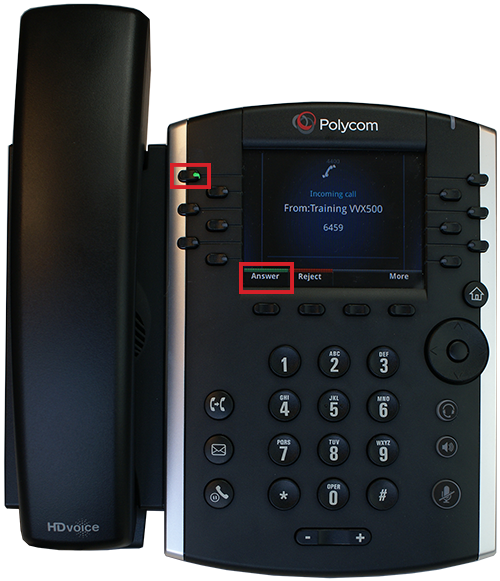 Polycom
4480
Incoming call
From:Training VVX500
6459
Answer Reject More
1 ABC 2 DEF 3
GHI 4 JKL 5 MNO 6
PQRS 7 TUV 8 WXYZ 9
* OPER 0 #
- +
HDvoice